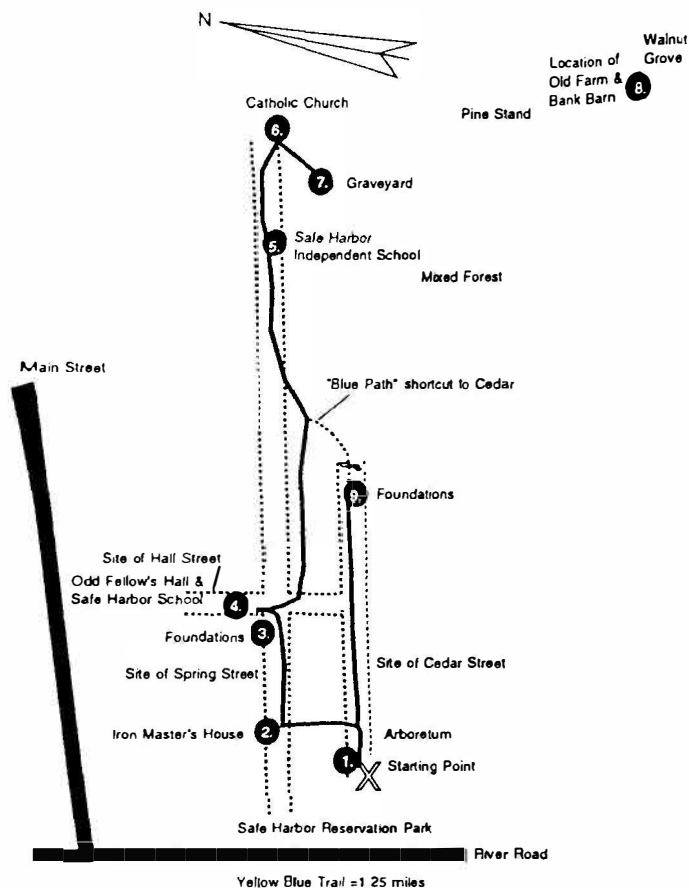 N
Walnut
Grove
Location of
Old Farm &
Bank Barn
8.
Catholic Church
Pine Stand
6.
7.
Graveyard
5.
Safe Harbor
Independent School
Mixed Forest
Main Street
"Blue Path" shortcut to Cedar
9.
Foundations
Site of Hall Street
Odd Fellow's Hall &
Safe Harbor School
4.
3.
Foundations
Site of Cedar Street
Site of Spring Street
Iron Master's House
2.
Arboretum
1.
X
Starting Point
Safe Harbor Reservation Park
River Road
Yellow Blue Trail =1.25 miles